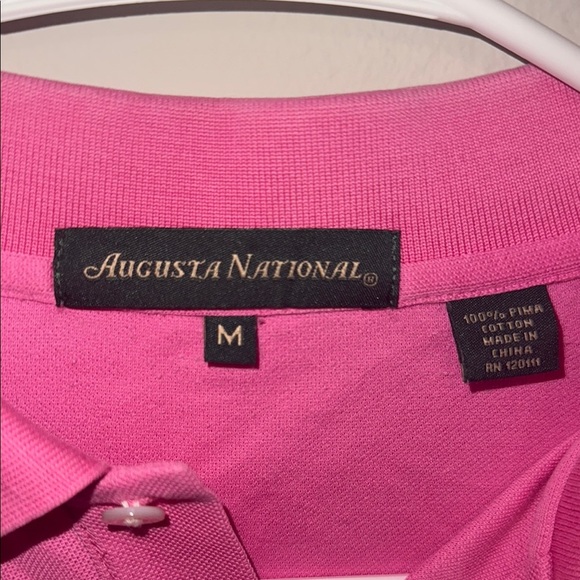 AUGUSTA NATIONAL®
M
100% PIMA
COTTON
MADE IN
CHINA
RN 120111